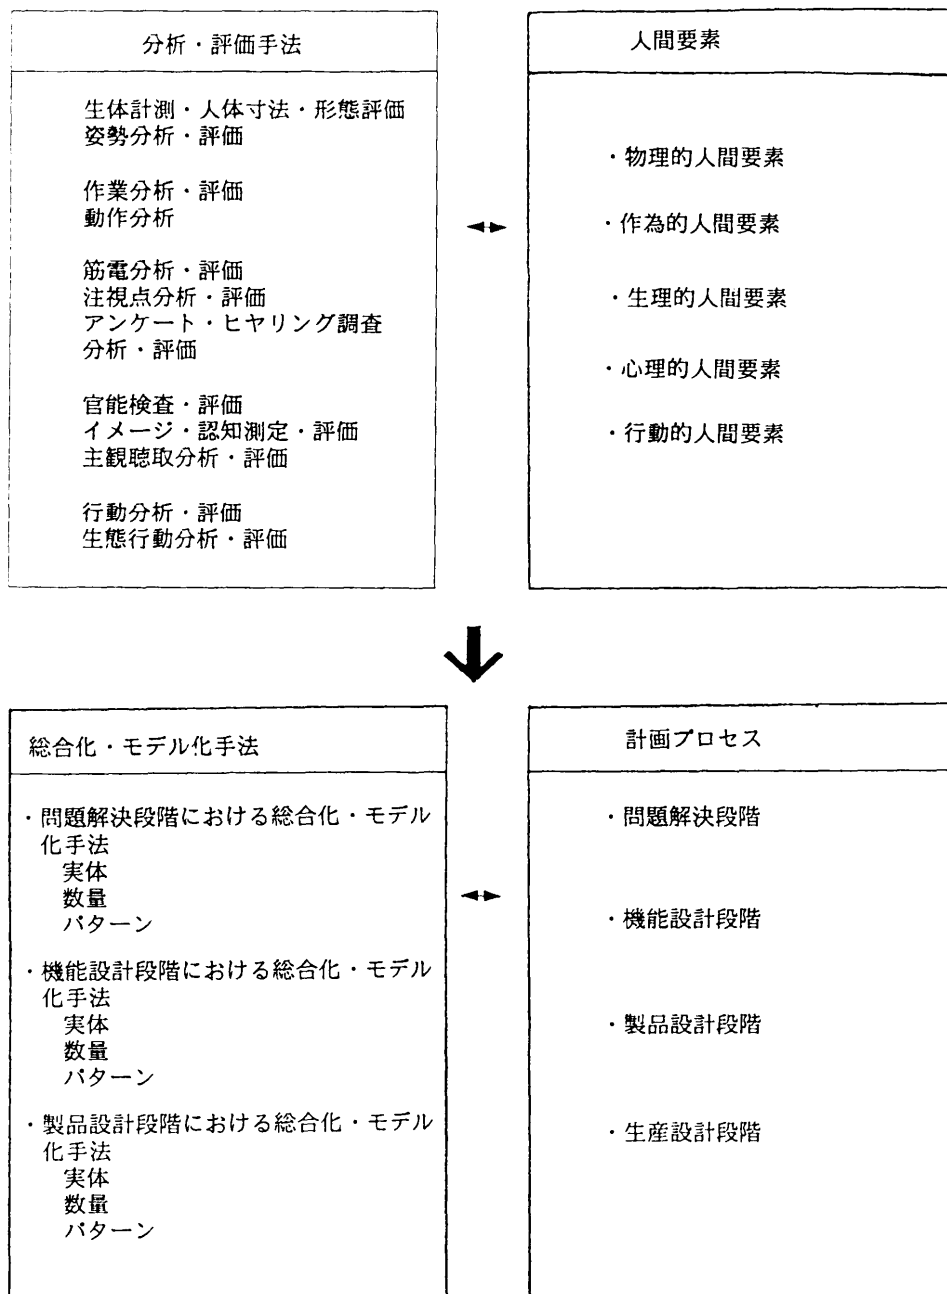 分析・評価手法
生体計測・人体寸法・形態評価
姿勢分析・評価
作業分析・評価
動作分析
筋電分析・評価
注視点分析・評価
アンケート・ヒヤリング調査
分析・評価
官能検査・評価
イメージ・認知測定・評価
主観聴取分析・評価
行動分析・評価
生態行動分析・評価
人間要素
・物理的人間要素
・作為的人間要素
・生理的人間要素
・心理的人間要素
・行動的人間要素
総合化・モデル化手法
・問題解決段階における総合化・モデル
化手法
実体
数量
パターン
・機能設計段階における総合化・モデル
化手法
実体
数量
パターン
・製品設計段階における総合化・モデル
化手法
実体
数量
パターン
計画プロセス
・問題解決段階
・機能設計段階
・製品設計段階
・生産設計段階